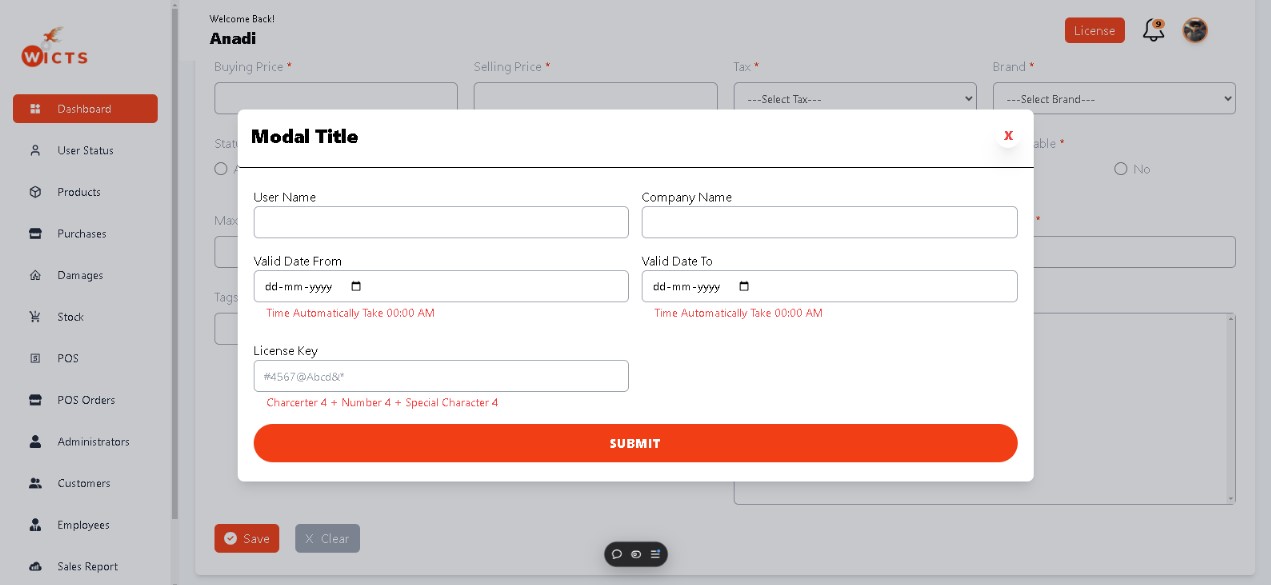 Welcome Back!
Anadi
License
9
WICTS
Dashboard
User Status
Products
Purchases
Damages
Stock
POS
POS Orders
Administrators
Customers
Employees
Sales Report
Buying Price *
Selling Price *
Tax *
Brand *
---Select Tax---
---Select Brand---
No
Tags
Modal Title
X
User Name
Company Name
Valid Date From
Valid Date To
dd-mm-yyyy
dd-mm-yyyy
Time Automatically Take 00:00 AM
Time Automatically Take 00:00 AM
License Key
#4567@Abcd&*
Charcerter 4 + Number 4 + Special Character 4
SUBMIT
Save
X Clear